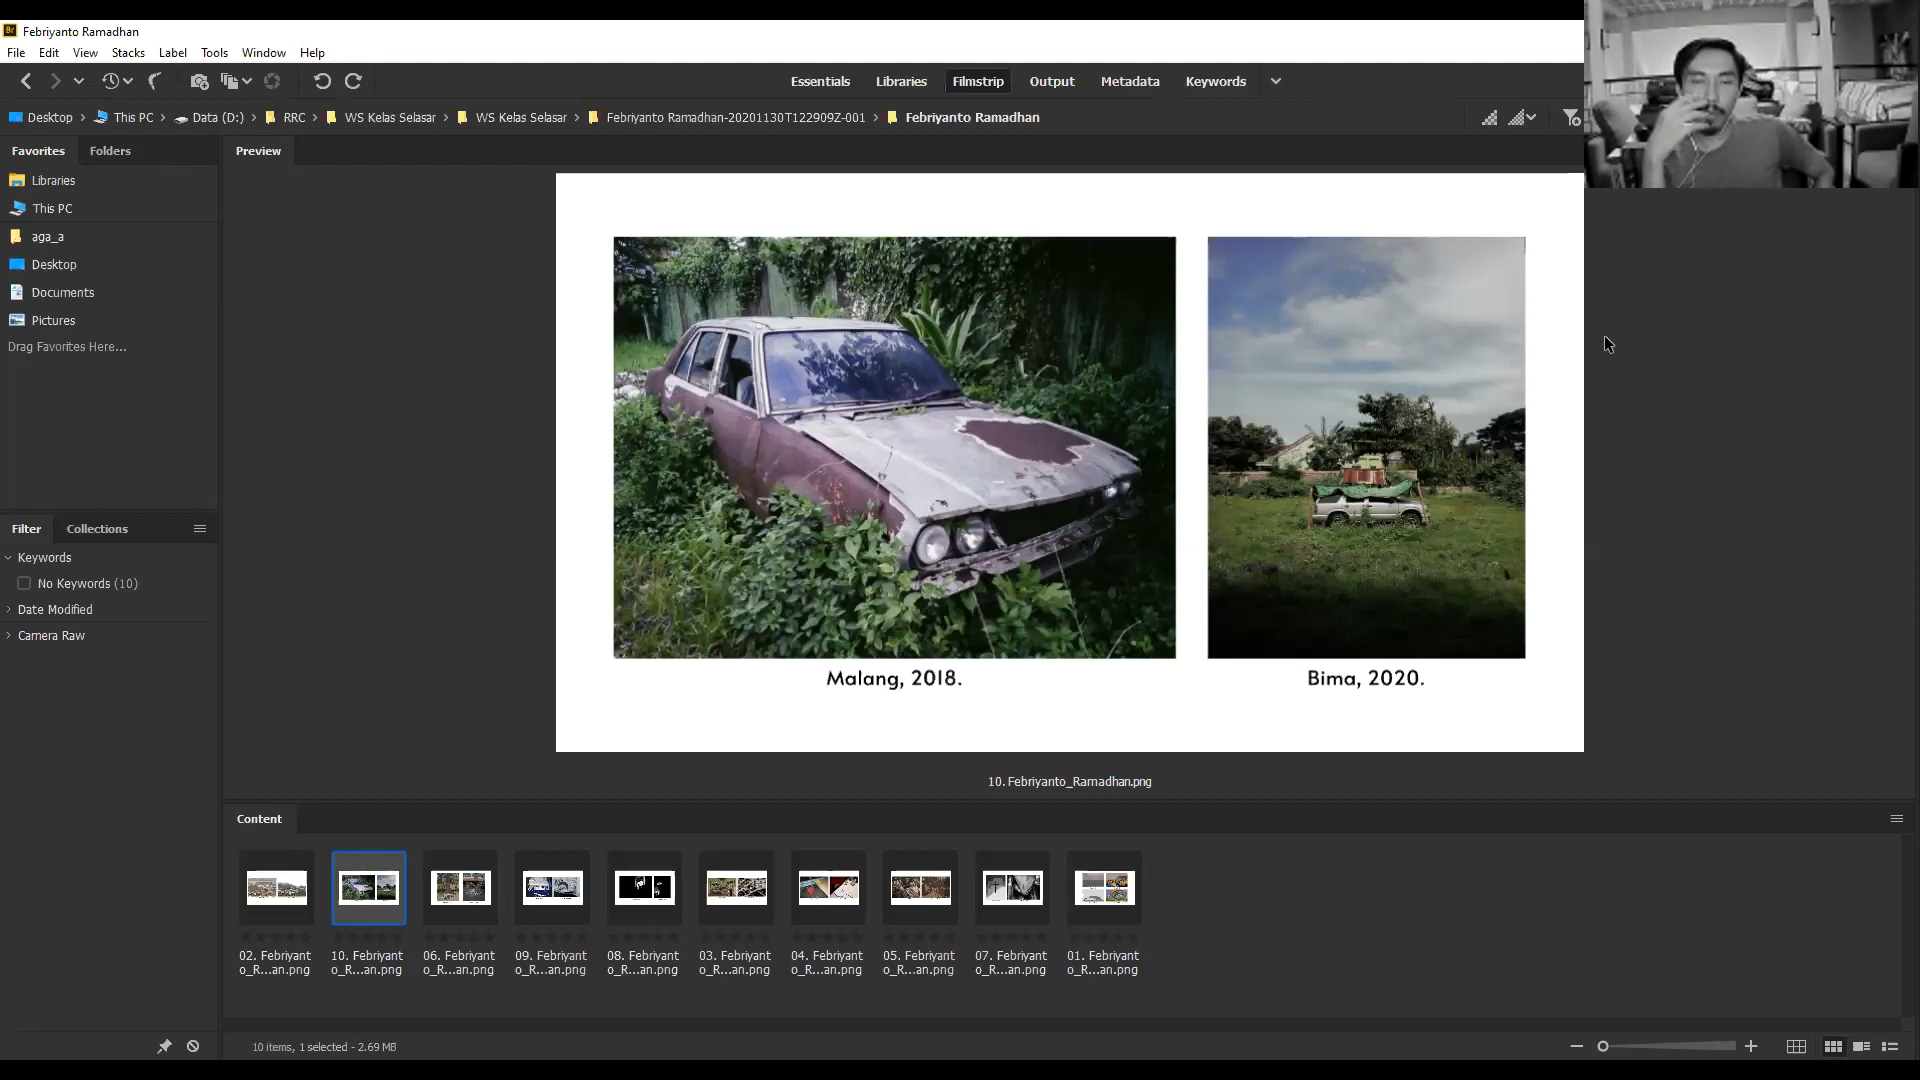 Br Febriyanto Ramadhan
File Edit View Stacks Label Tools Window Help
Essentials Libraries Filmstrip Output Metadata Keywords
Desktop This PC Data (D:) RRC WS Kelas Selasar WS Kelas Selasar Febriyanto Ramadhan-20201130T122909Z-001 Febriyanto Ramadhan
Favorites Folders
Preview
Libraries
This PC
aga_a
Desktop
Documents
Pictures
Drag Favorites Here...
Filter Collections
Keywords
No Keywords (10)
Date Modified
Camera Raw
Malang, 2018.
Bima, 2020.
10. Febriyanto_Ramadhan.png
Content
02. Febriyant
o_R...an.png
10. Febriyant
o_R...an.png
06. Febriyant
o_R...an.png
09. Febriyant
o_R...an.png
08. Febriyant
o_R...an.png
03. Febriyant
o_R...an.png
04. Febriyant
o_R...an.png
05. Febriyant
o_R...an.png
07. Febriyant
o_R...an.png
01. Febriyant
o_R...an.png
10 items, 1 selected - 2.69 MB